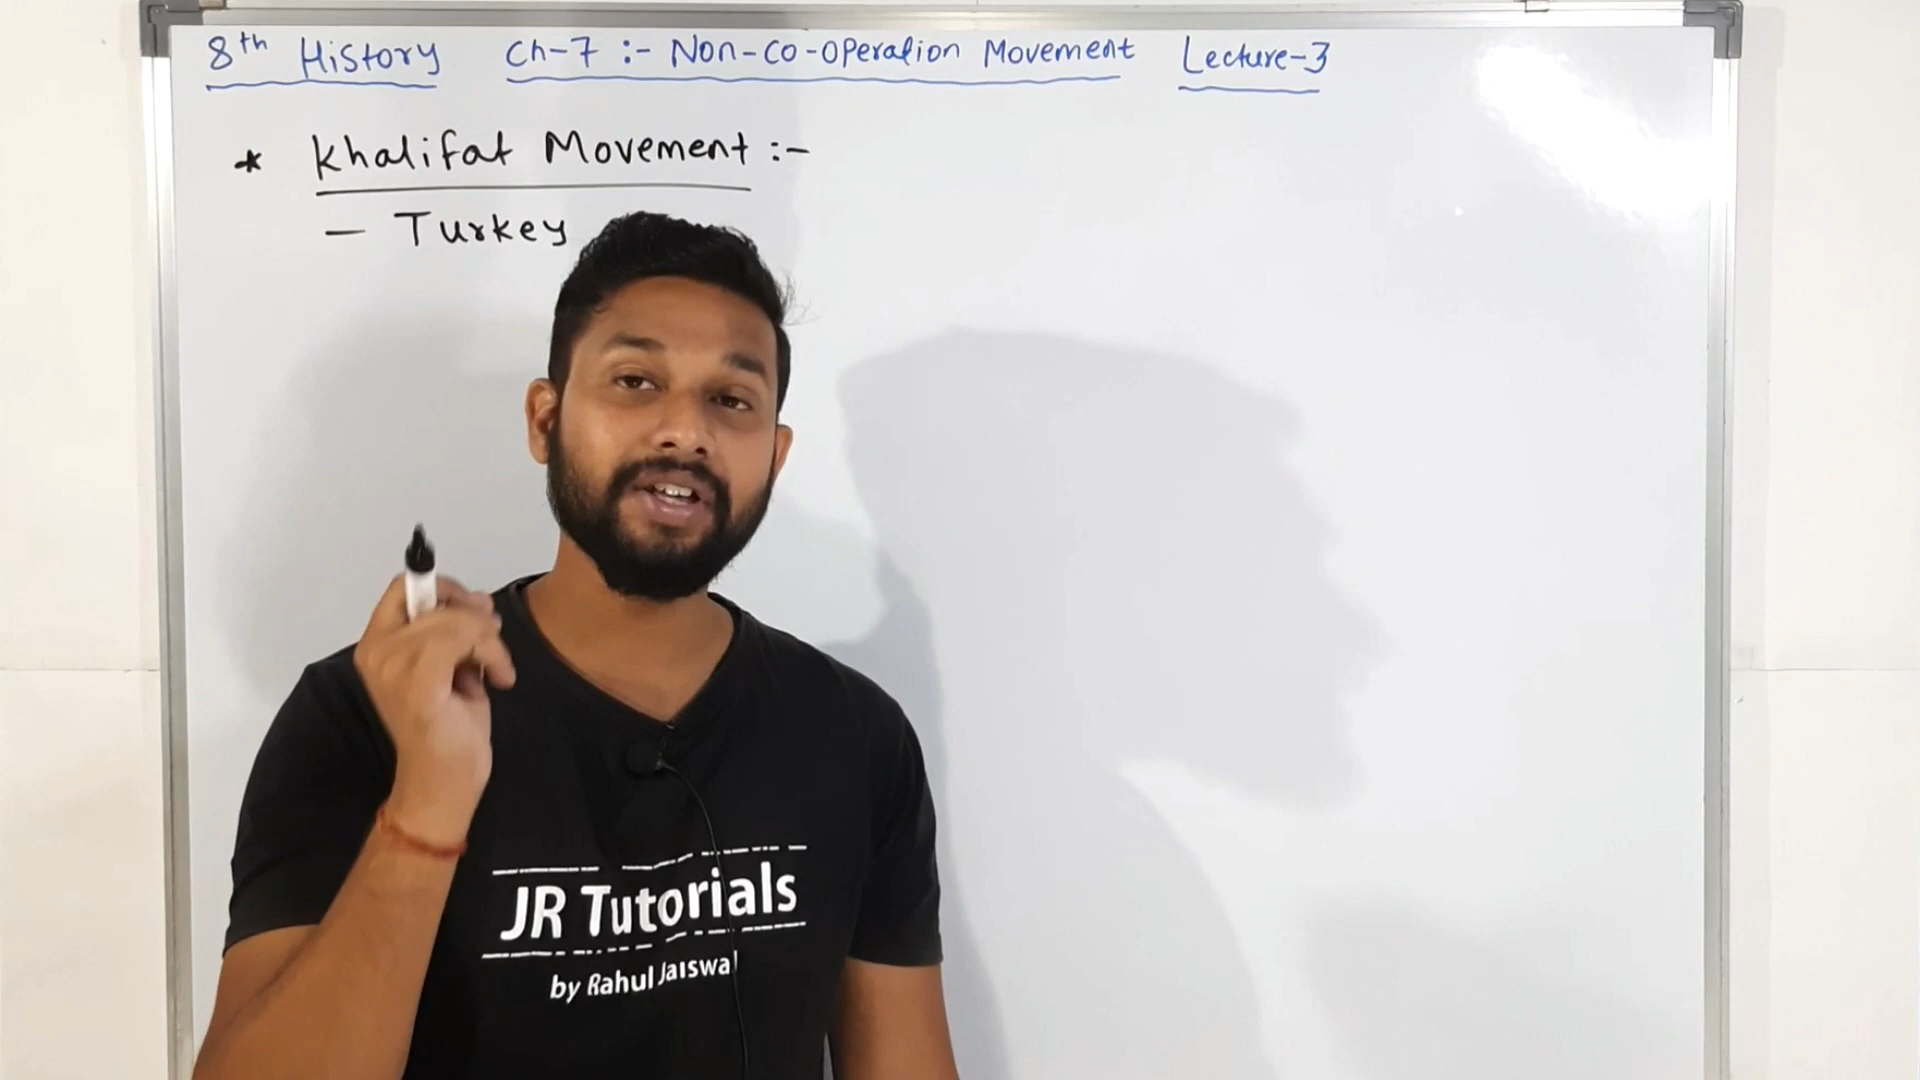 8th History Ch-7 :- Non-Co-operation Movement Lecture-3
* Khalifat Movement :-
- Turkey
JR Tutorials
by Rahul Jaiswal